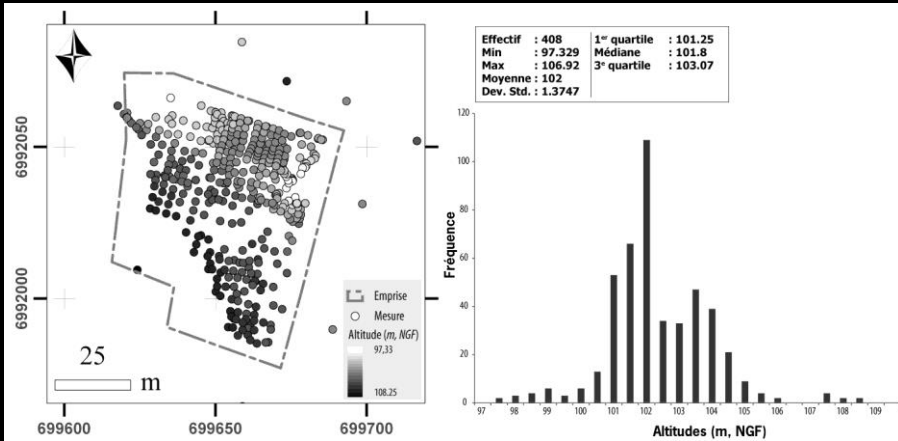 Effectif : 408
Min : 97.329
Max : 106.92
Moyenne : 102
Dev. Std. : 1.3747
1er quartile : 101.25
Médiane : 101.8
3e quartile : 103.07
6992050
6992000
699600
699650
699700
25
m
Emprise
Mesure
Altitude (m, NGF)
97,33
108.25
Fréquence
120
100
80
60
40
20
0
97 98 99 100 101 102 103 104 105 106 107 108 109
Altitudes (m, NGF)